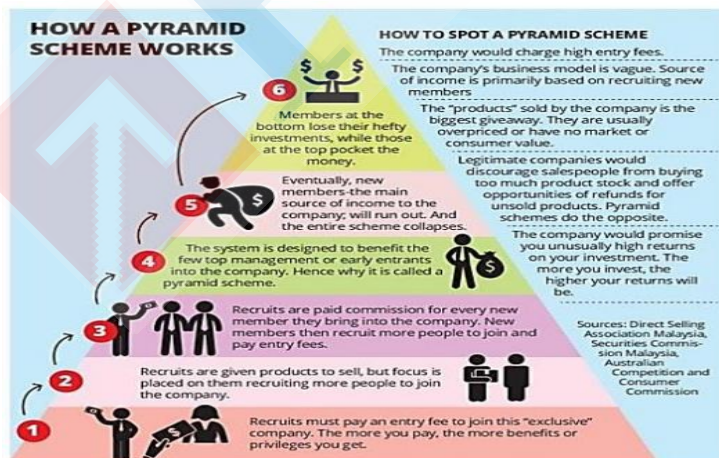 HOW A PYRAMID
SCHEME WORKS
6
$ $
Members at the
bottom lose their hefty
investments, while those
at the top pocket the
money.
5
$
Eventually, new
members-the main
source of income to the
company; will run out. And
the entire scheme collapses.
4
The system is designed to benefit the
few top management or early entrants
into the company. Hence why it is called a
pyramid scheme.
$
3
Recruits are paid commission for every new
member they bring into the company. New
members then recruit more people to join and
pay entry fees.
2
Recruits are given products to sell, but focus is
placed on them recruiting more people to join
the company.
1
$
Recruits must pay an entry fee to join this "exclusive"
company. The more you pay, the more benefits or
privileges you get.
HOW TO SPOT A PYRAMID SCHEME
The company would charge high entry fees.
The company's business model is vague. Source
of income is primarily based on recruiting new
members
The "products" sold by the company is the
biggest giveaway. They are usually
overpriced or have no market or
consumer value.
Legitimate companies would
discourage salespeople from buying
too much product stock and offer
opportunities of refunds for
unsold products. Pyramid
schemes do the opposite.
The company would promise
you unusually high returns
on your investment. The
more you invest, the
higher your returns will
be.
Sources: Direct Selling
Association Malaysia,
Securities Commis-
sion Malaysia,
Australian
Competition and
Consumer
Commission